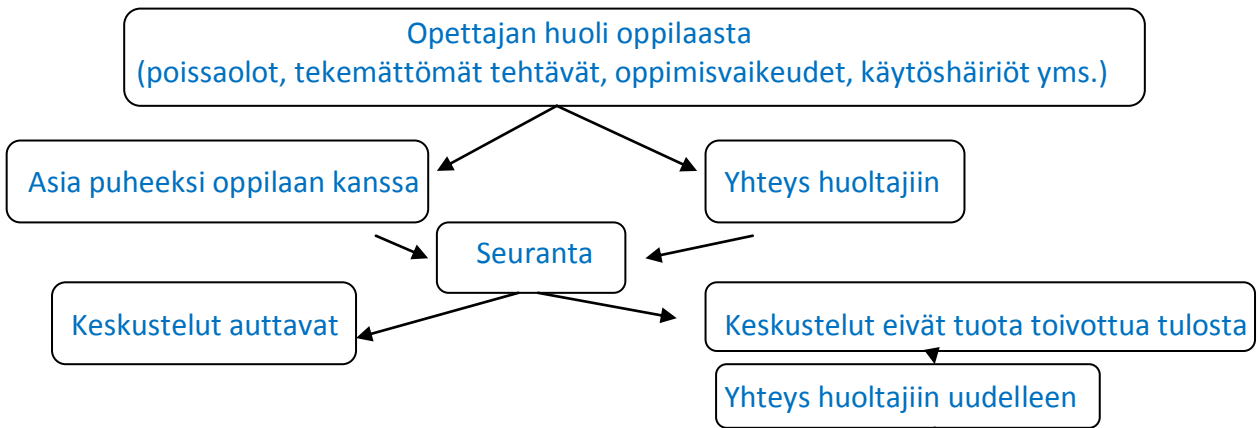 Opettajan huoli oppilaasta
(poissaolot, tekemättömät tehtävät, oppimisvaikeudet, käytöshäiriöt yms.)
Asia puheeksi oppilaan kanssa
Yhteys huoltajiin
Seuranta
Keskustelut auttavat
Keskustelut eivät tuota toivottua tulosta
Yhteys huoltajiin uudelleen